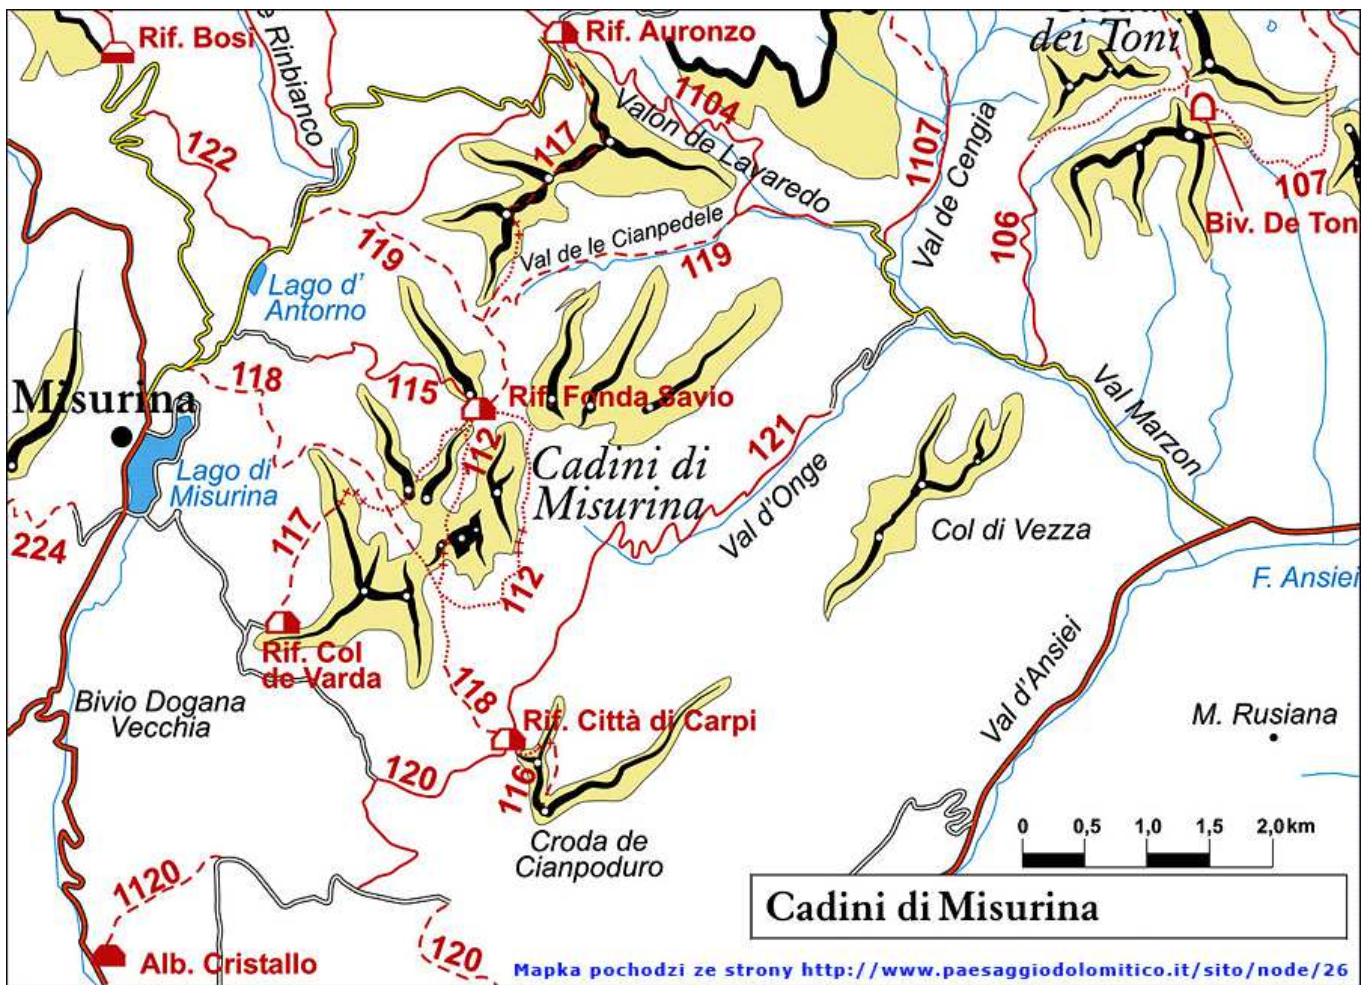 Rif. Bosi
e Rinbianco
Rif. Auronzo
dei Toni
1104
Valon de Lavaredo
117
122
1107
Val de Cengia
107
Biv. De Ton
106
119
Val de le Cianpedele
119
Lago d'
Antorno
118
115
Rif. Fonda Savio
Misurina
Val Marzon
112
Cadini di
Misurina
121
Val d'Onge
Lago di
Misurina
Col di Vezza
224
117
112
F. Ansiei
Rif. Col
de Varda
Val d'Ansiei
Bivio Dogana
Vecchia
118
Rif. Città di Carpi
M. Rusiana
120
116
0 0,5 1,0 1,5 2,0 km
Croda de
Cianpoduro
1120
Cadini di Misurina
Alb. Cristallo
120
Mapka pochodzi ze strony http://www.paesaggiodolomitico.it/sito/node/26